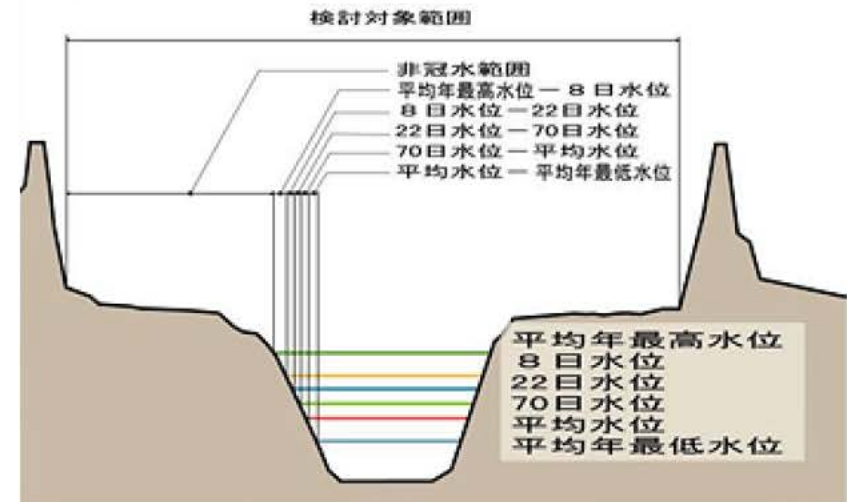 検討対象範囲
非冠水範囲
平均年最高水位－８日水位
８日水位－22日水位
22日水位－70日水位
70日水位－平均水位
平均水位－平均年最低水位
平均年最高水位
８日水位
22日水位
70日水位
平均水位
平均年最低水位